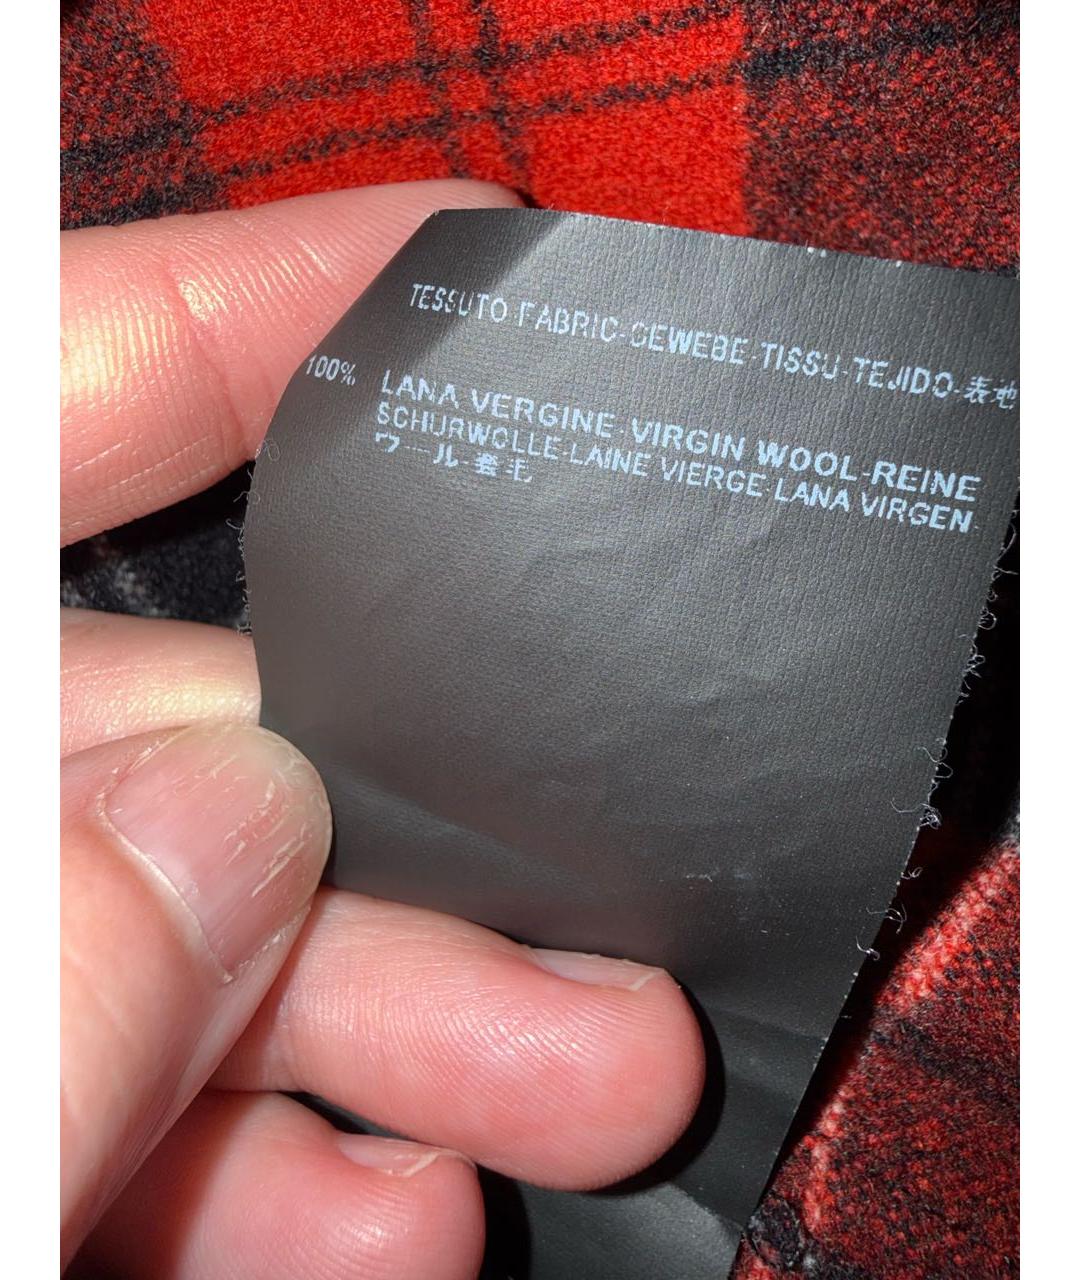 TESSUTO FABRIC-GEWEBE-TISSU-TEJIDO-表地
100% LANA VERGINE-VIRGIN WOOL-REINE
SCHURWOLLE-LAINE VIERGE-LANA VIRGEN
ウール-套毛